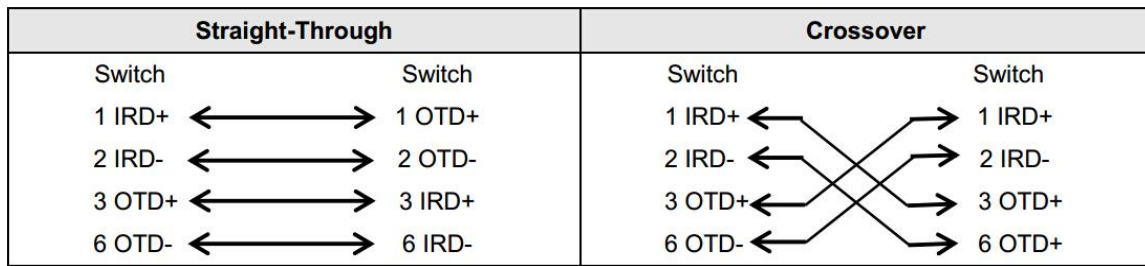 Straight-Through Crossover
Switch Switch Switch Switch
1 IRD+ 1 OTD+ 1 IRD+ 1 IRD+
2 IRD- 2 OTD- 2 IRD- 2 IRD-
3 OTD+ 3 IRD+ 3 OTD+ 3 OTD+
6 OTD- 6 IRD- 6 OTD- 6 OTD+